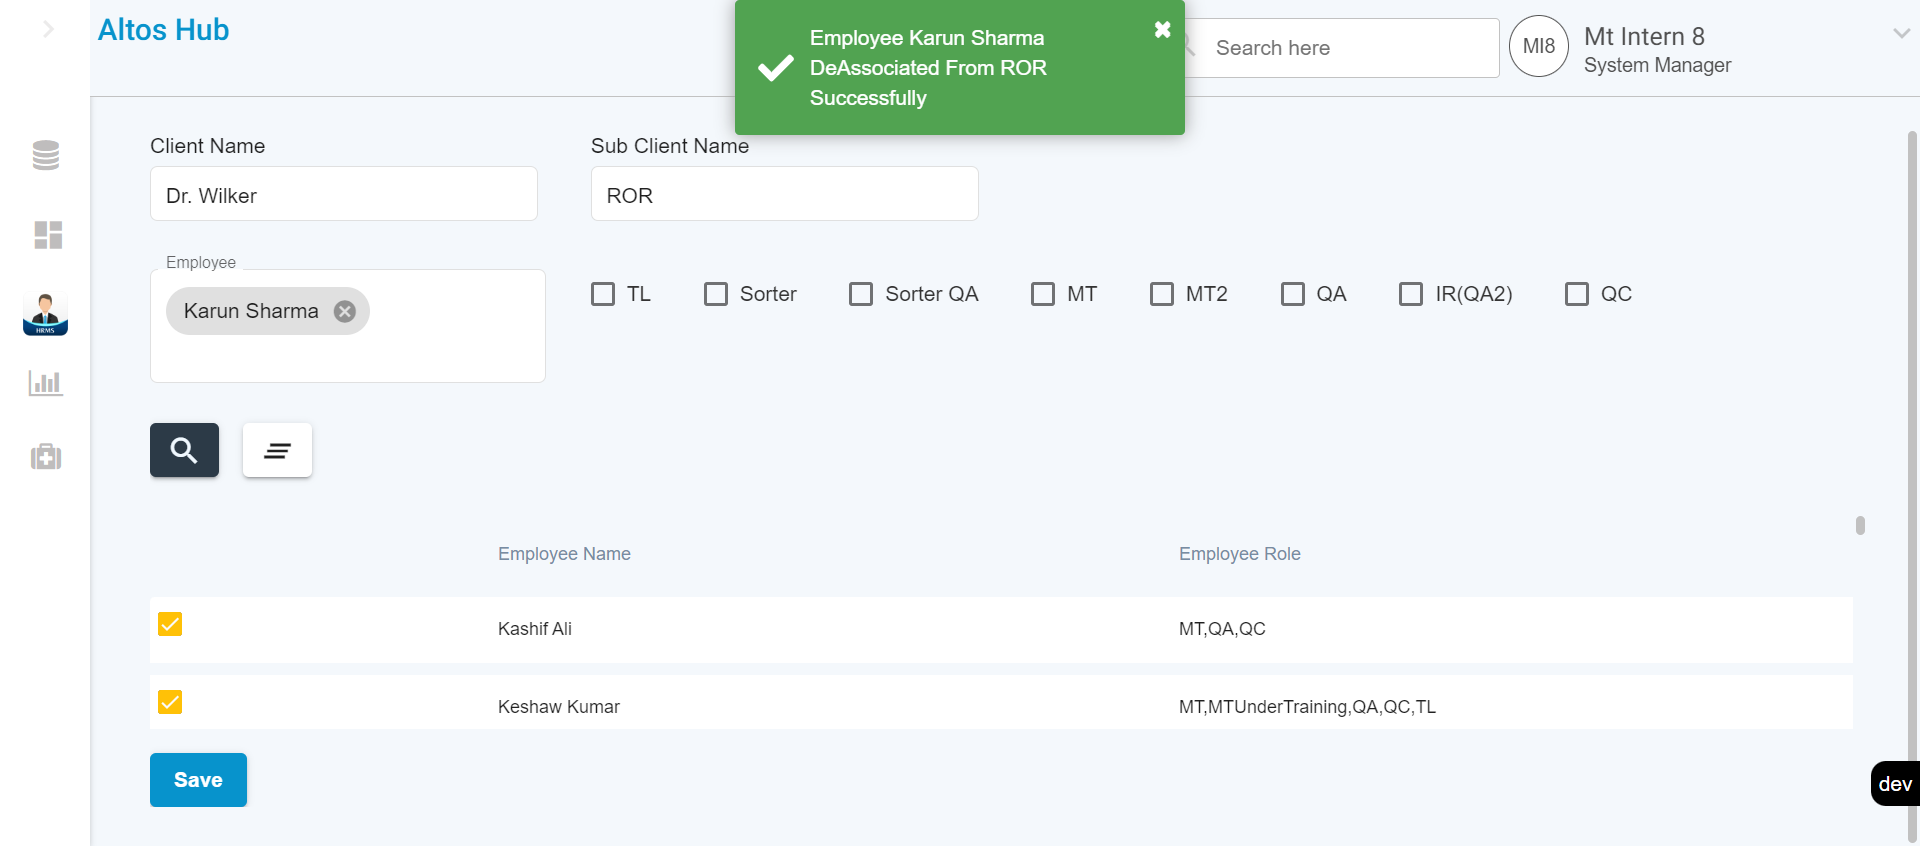 Altos Hub
Employee Karun Sharma
DeAssociated From ROR
Successfully
Search here
MI8
Mt Intern 8
System Manager
Client Name
Sub Client Name
Dr. Wilker
ROR
Employee
Karun Sharma
TL
Sorter
Sorter QA
MT
MT2
QA
IR(QA2)
QC
HRMS
Employee Name
Employee Role
Kashif Ali
MT,QA,QC
Keshaw Kumar
MT,MTUnderTraining,QA,QC,TL
Save
dev